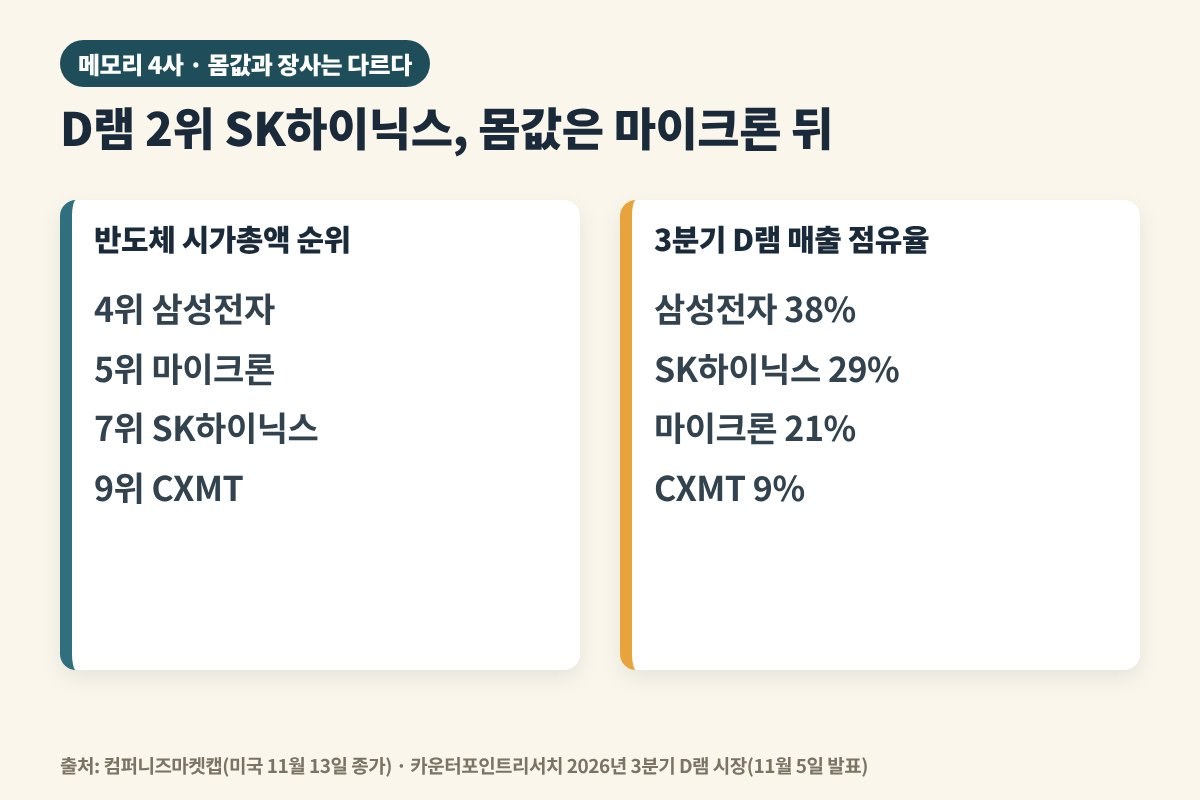 메모리 4사 · 몸값과 장사는 다르다
D램 2위 SK하이닉스, 몸값은 마이크론 뒤
반도체 시가총액 순위
4위 삼성전자
5위 마이크론
7위 SK하이닉스
9위 CXMT
3분기 D램 매출 점유율
삼성전자 38%
SK하이닉스 29%
마이크론 21%
CXMT 9%
출처: 컴퍼니즈마켓캡(미국 11월 13일 종가) · 카운터포인트리서치 2026년 3분기 D램 시장(11월 5일 발표)